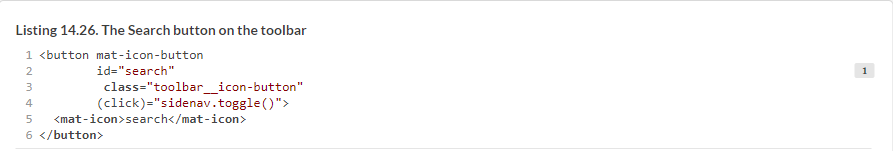 Listing 14.26. The Search button on the toolbar
1 <button mat-icon-button
2 id="search" 1
3 class="toolbar__icon-button"
4 (click)="sidenav.toggle()">
5 <mat-icon>search</mat-icon>
6 </button>